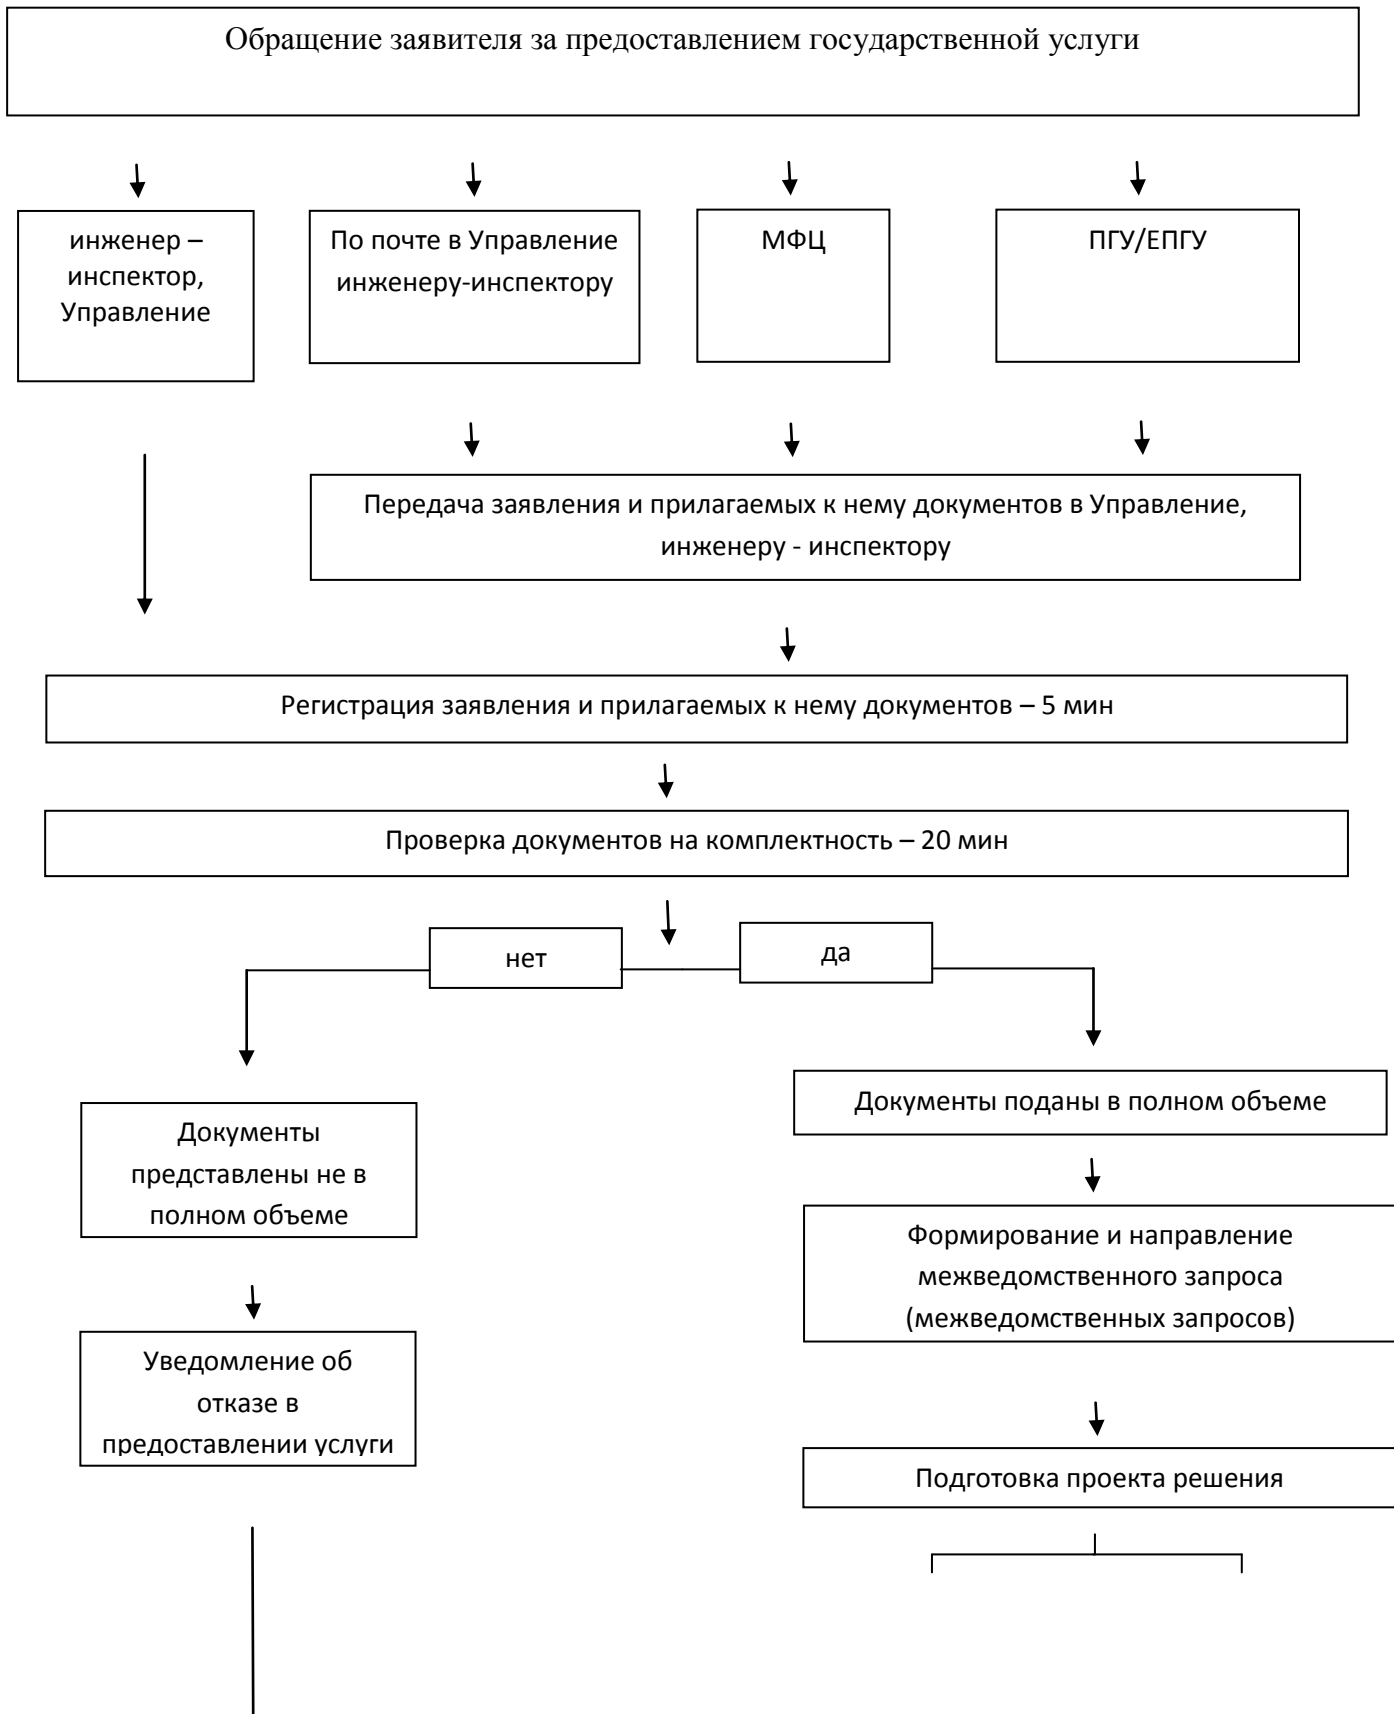 Обращение заявителя за предоставлением государственной услуги
инженер –
инспектор,
Управление
По почте в Управление
инженеру-инспектору
МФЦ
ПГУ/ЕПГУ
Передача заявления и прилагаемых к нему документов в Управление,
инженеру - инспектору
Регистрация заявления и прилагаемых к нему документов – 5 мин
Проверка документов на комплектность – 20 мин
нет
да
Документы
представлены не в
полном объеме
Документы поданы в полном объеме
Уведомление об
отказе в
предоставлении услуги
Формирование и направление
межведомственного запроса
(межведомственных запросов)
Подготовка проекта решения